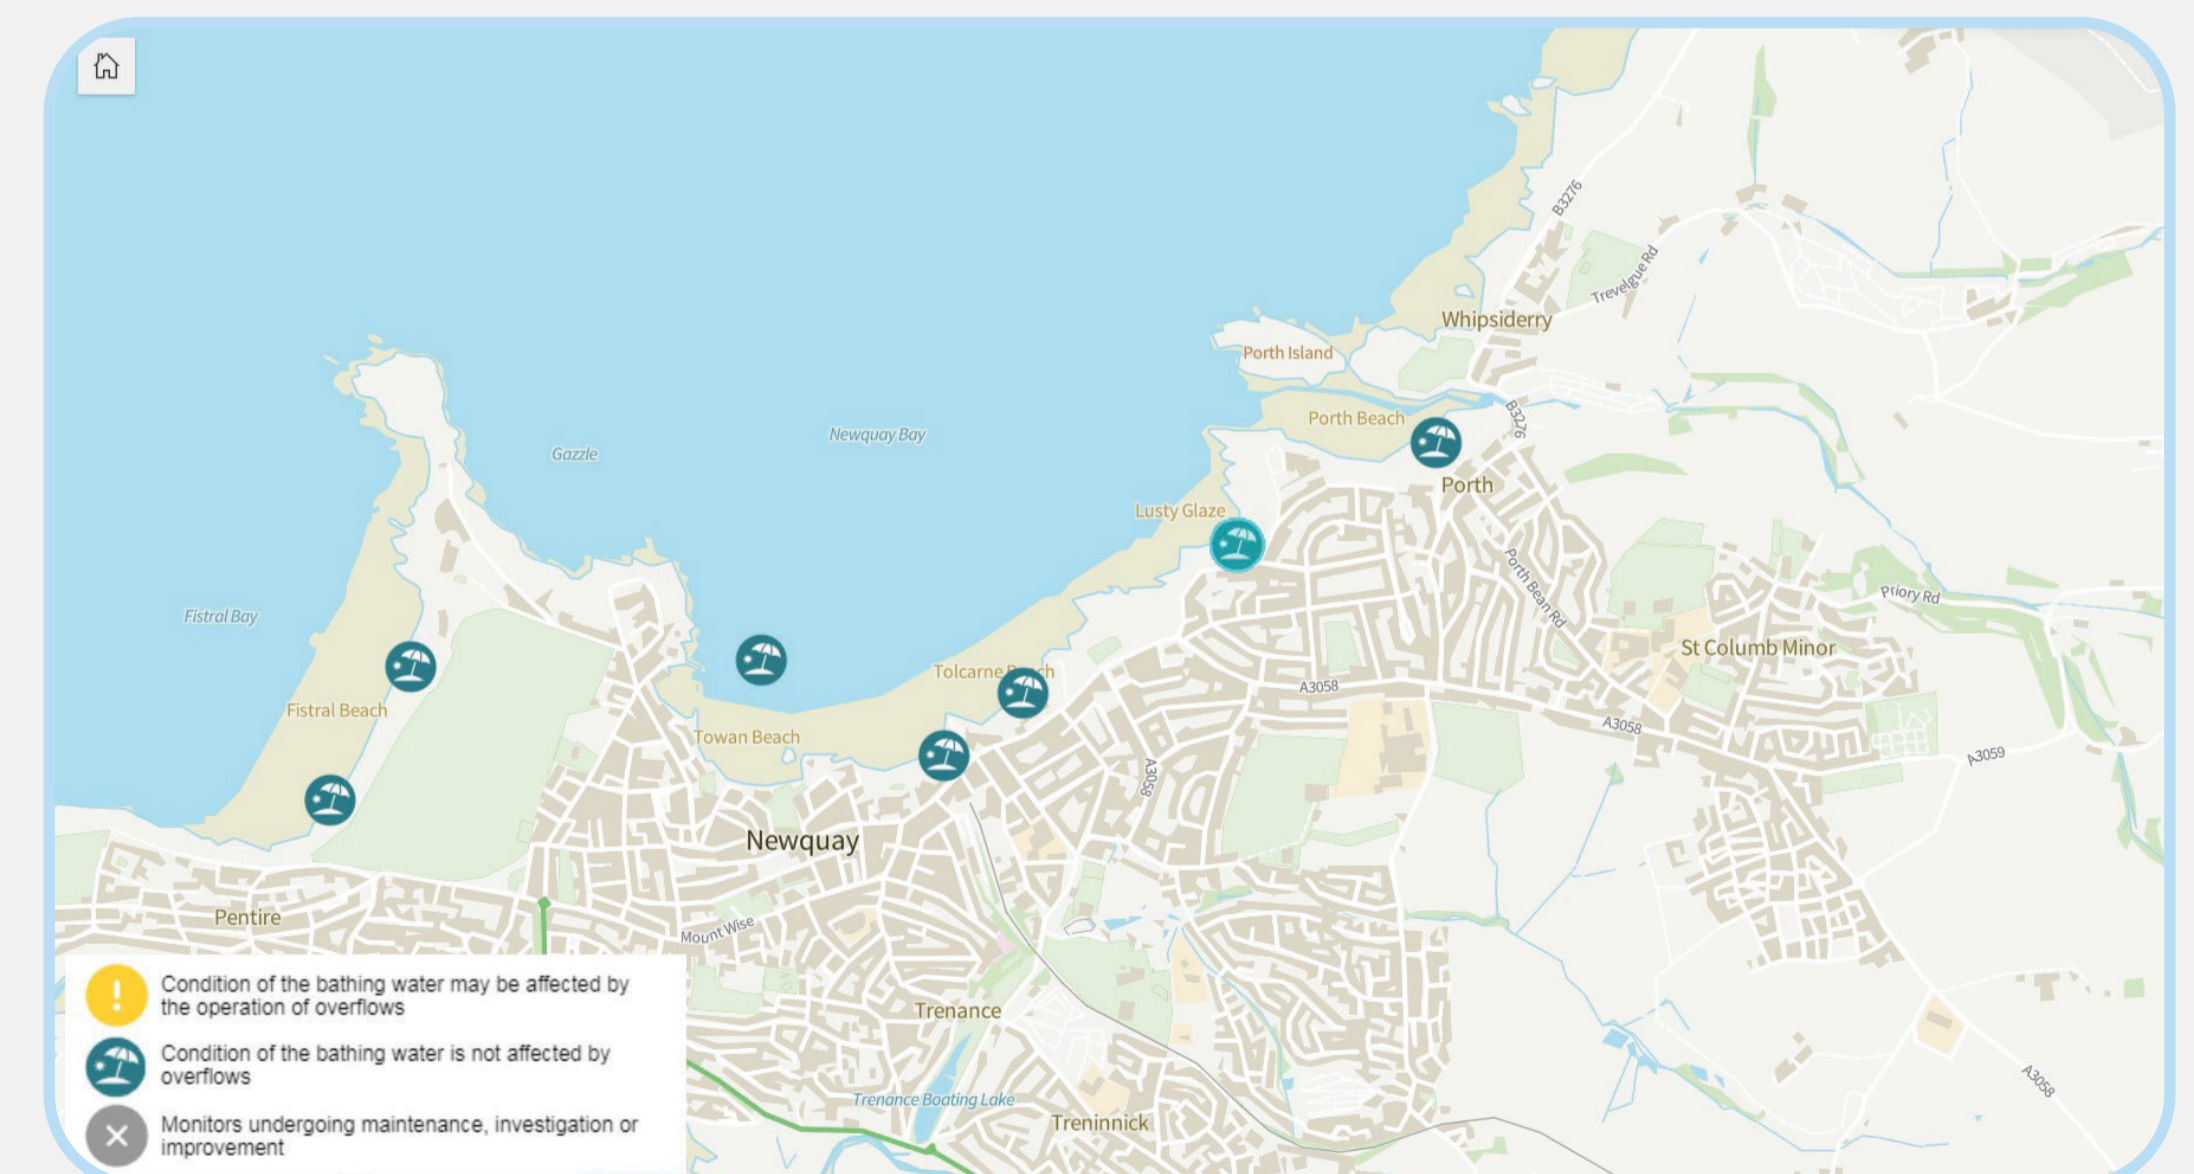 B3276
Trevelgue Rd
Whipsiderry
Porth Island
B3276
Porth Beach
Newquay Bay
Gazzle
Porth
Lusty Glaze
Porth Bean Rd
Priory Rd
Fistral Bay
St Columb Minor
Tolcarne
A3058
Fistral Beach
A3058
Towan Beach
A3059
A3058
Newquay
Pentire
Mount Wise
Condition of the bathing water may be affected by
the operation of overflows
Trenance
Condition of the bathing water is not affected by
overflows
A3058
Trenance Boating Lake
Treninnick
Monitors undergoing maintenance, investigation or
improvement